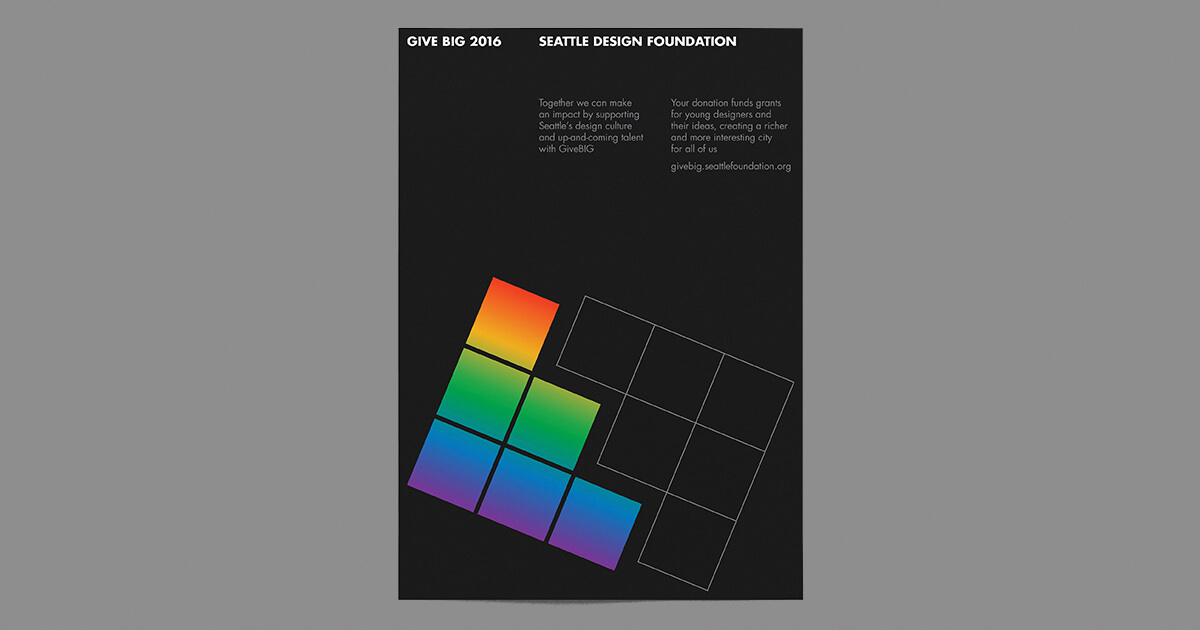 GIVE BIG 2016
SEATTLE DESIGN FOUNDATION
Together we can make
an impact by supporting
Seattle's design culture
and up-and-coming talent
with GiveBIG
Your donation funds grants
for young designers and
their ideas, creating a richer
and more interesting city
for all of us
givebig.seattlefoundation.org